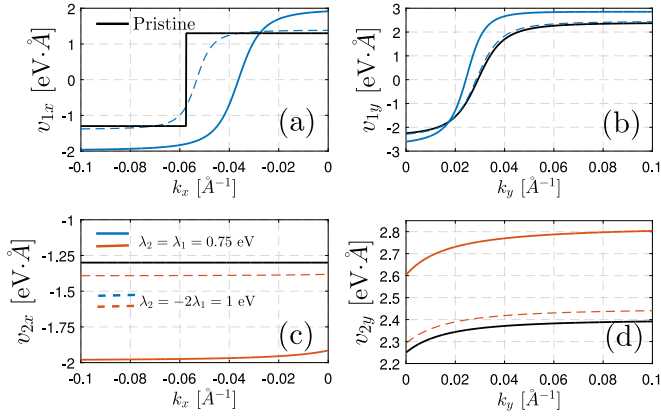 Pristine
v₁ₓ [eV·Å]
2
1
0
-1
-2
(a)
-0.1 -0.08 -0.06 -0.04 -0.02 0
kₓ [Å⁻¹]
v₁y [eV·Å]
3
2
1
0
-1
-2
-3
(b)
0 0.02 0.04 0.06 0.08 0.1
k_y [Å⁻¹]
v₂ₓ [eV·Å]
-1
-1.25
-1.5
-1.75
-2
λ₂ = λ₁ = 0.75 eV
λ₂ = −2λ₁ = 1 eV
(c)
-0.1 -0.08 -0.06 -0.04 -0.02 0
kₓ [Å⁻¹]
v₂y [eV·Å]
2.8
2.7
2.6
2.5
2.4
2.3
2.2
(d)
0 0.02 0.04 0.06 0.08 0.1
k_y [Å⁻¹]